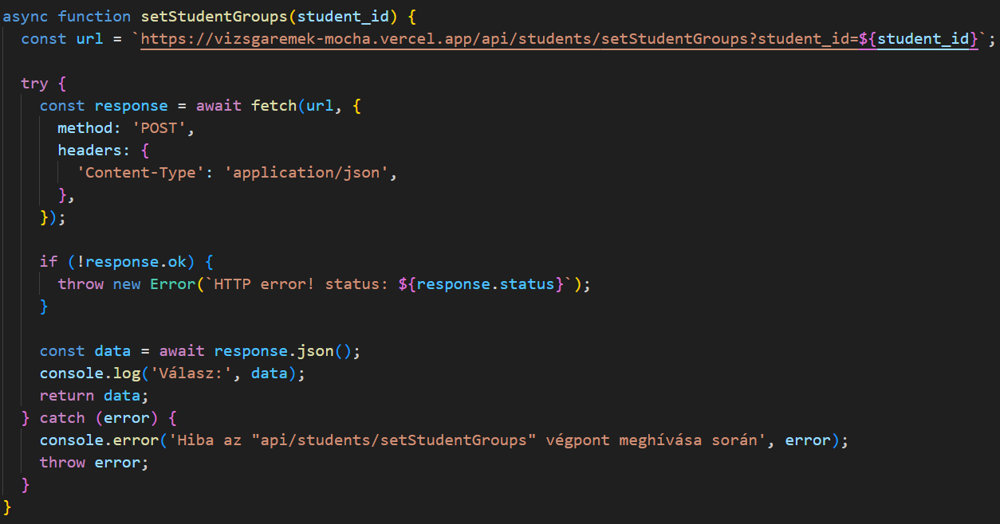 async function setStudentGroups(student_id) {
const url = `https://vizsgaremek-mocha.vercel.app/api/students/setStudentGroups?student_id=${student_id}`;
try {
const response = await fetch(url, {
method: 'POST',
headers: {
'Content-Type': 'application/json',
},
});
if (!response.ok) {
throw new Error(`HTTP error! status: ${response.status}`);
}
const data = await response.json();
console.log('Válasz:', data);
return data;
} catch (error) {
console.error('Hiba az "api/students/setStudentGroups" végpont meghívása során', error);
throw error;
}
}